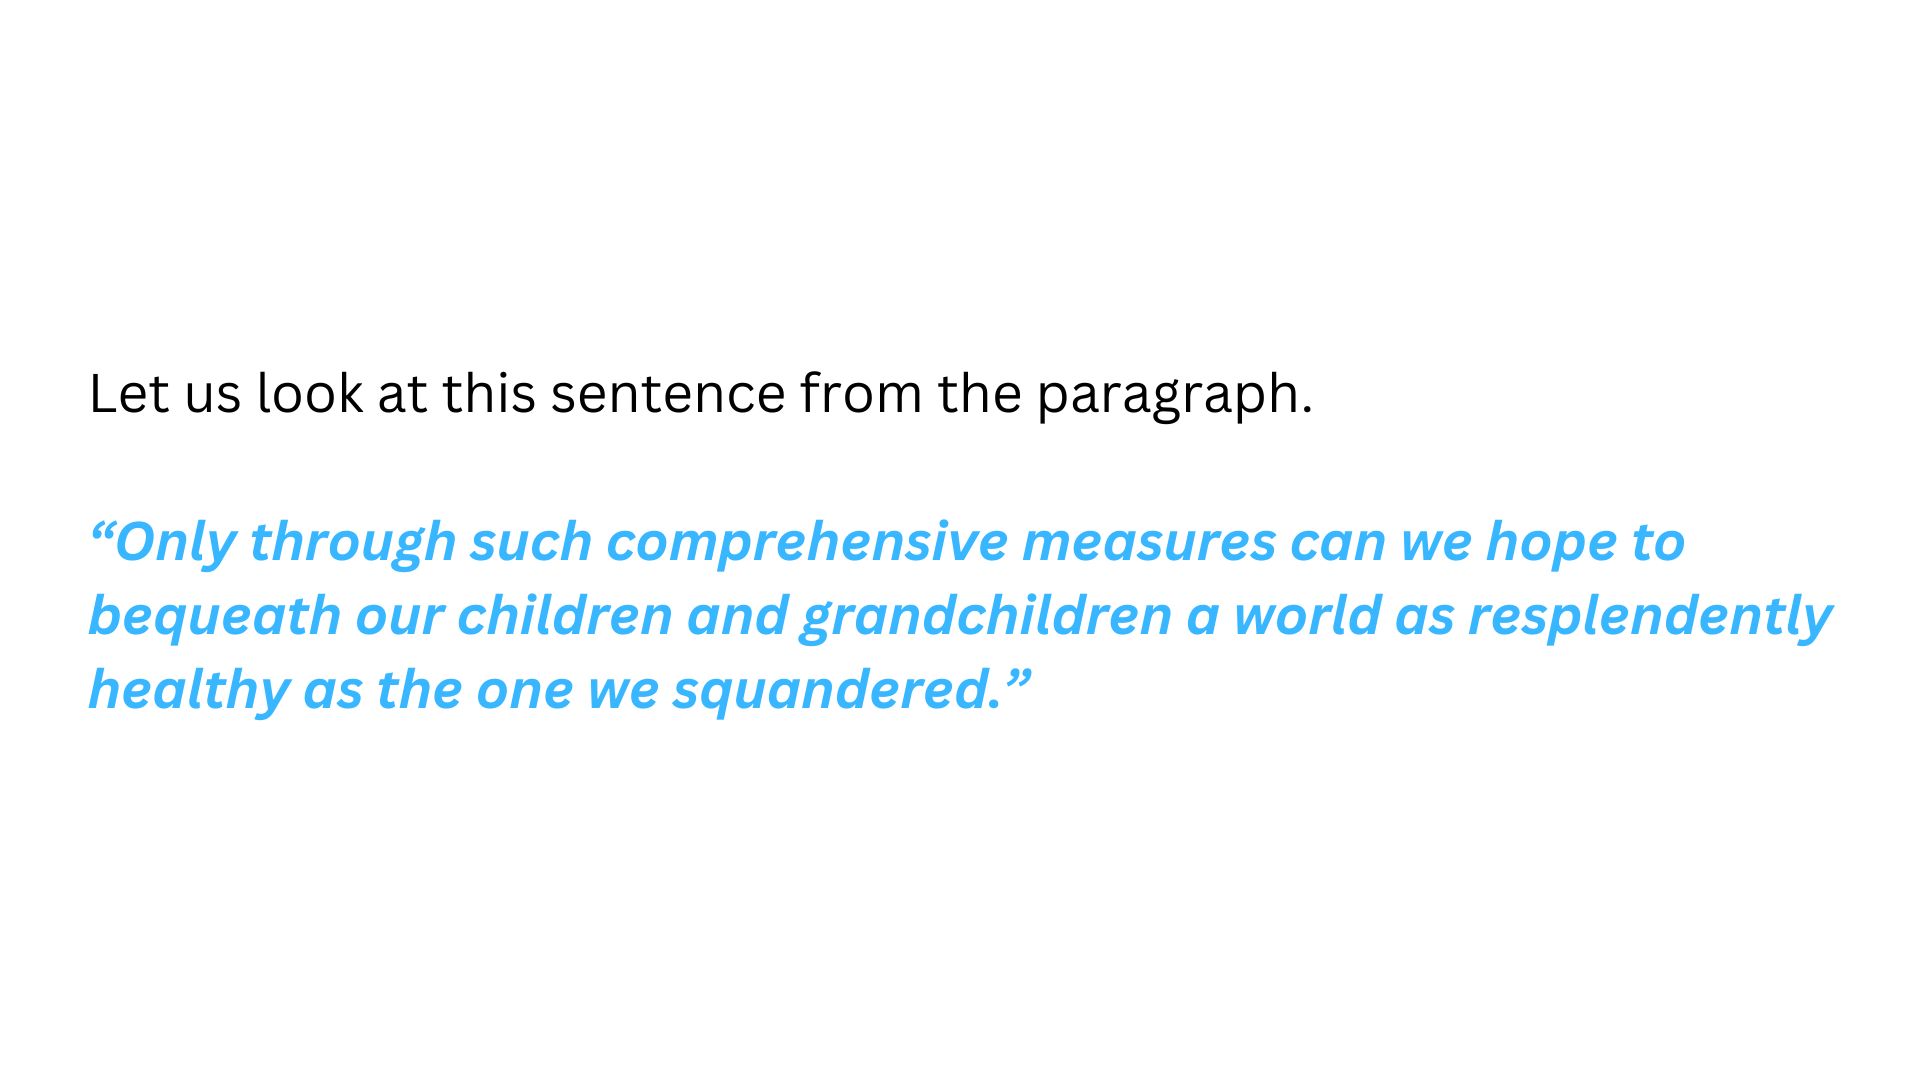 Let us look at this sentence from the paragraph.
“Only through such comprehensive measures can we hope to
bequeath our children and grandchildren a world as resplendently
healthy as the one we squandered.”